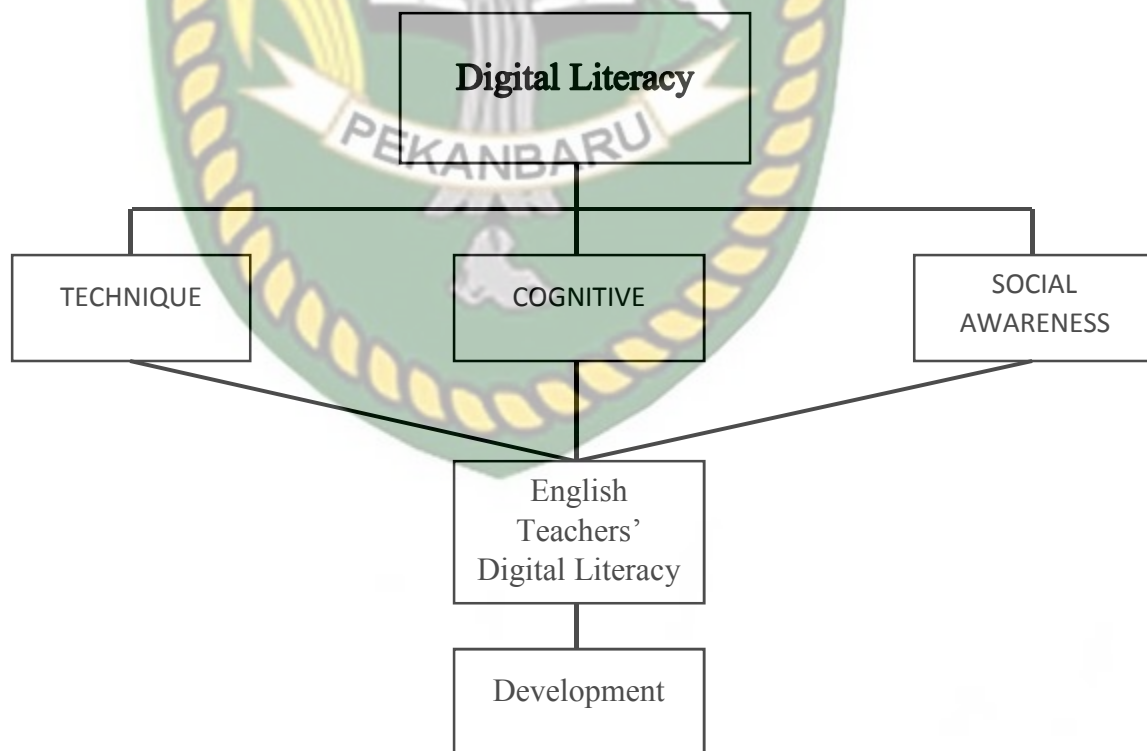 Digital Literacy
PEKANBARU
TECHNIQUE
COGNITIVE
SOCIAL
AWARENESS
English
Teachers’
Digital Literacy
Development